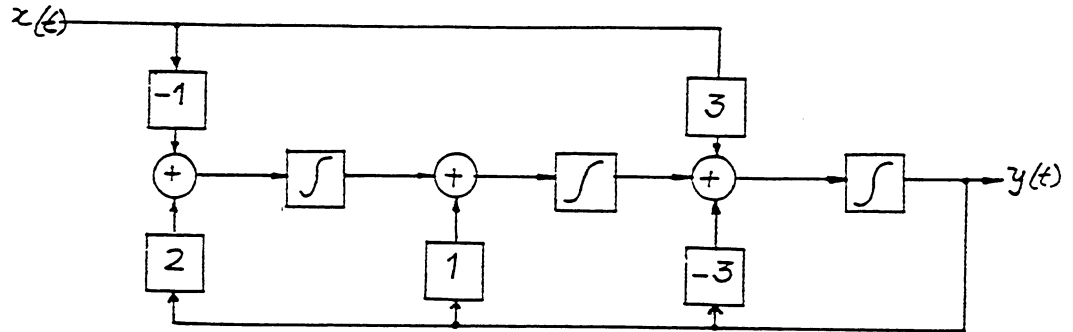 x(t)
-1
3
+ ∫ + ∫ + ∫ y(t)
2
1
-3